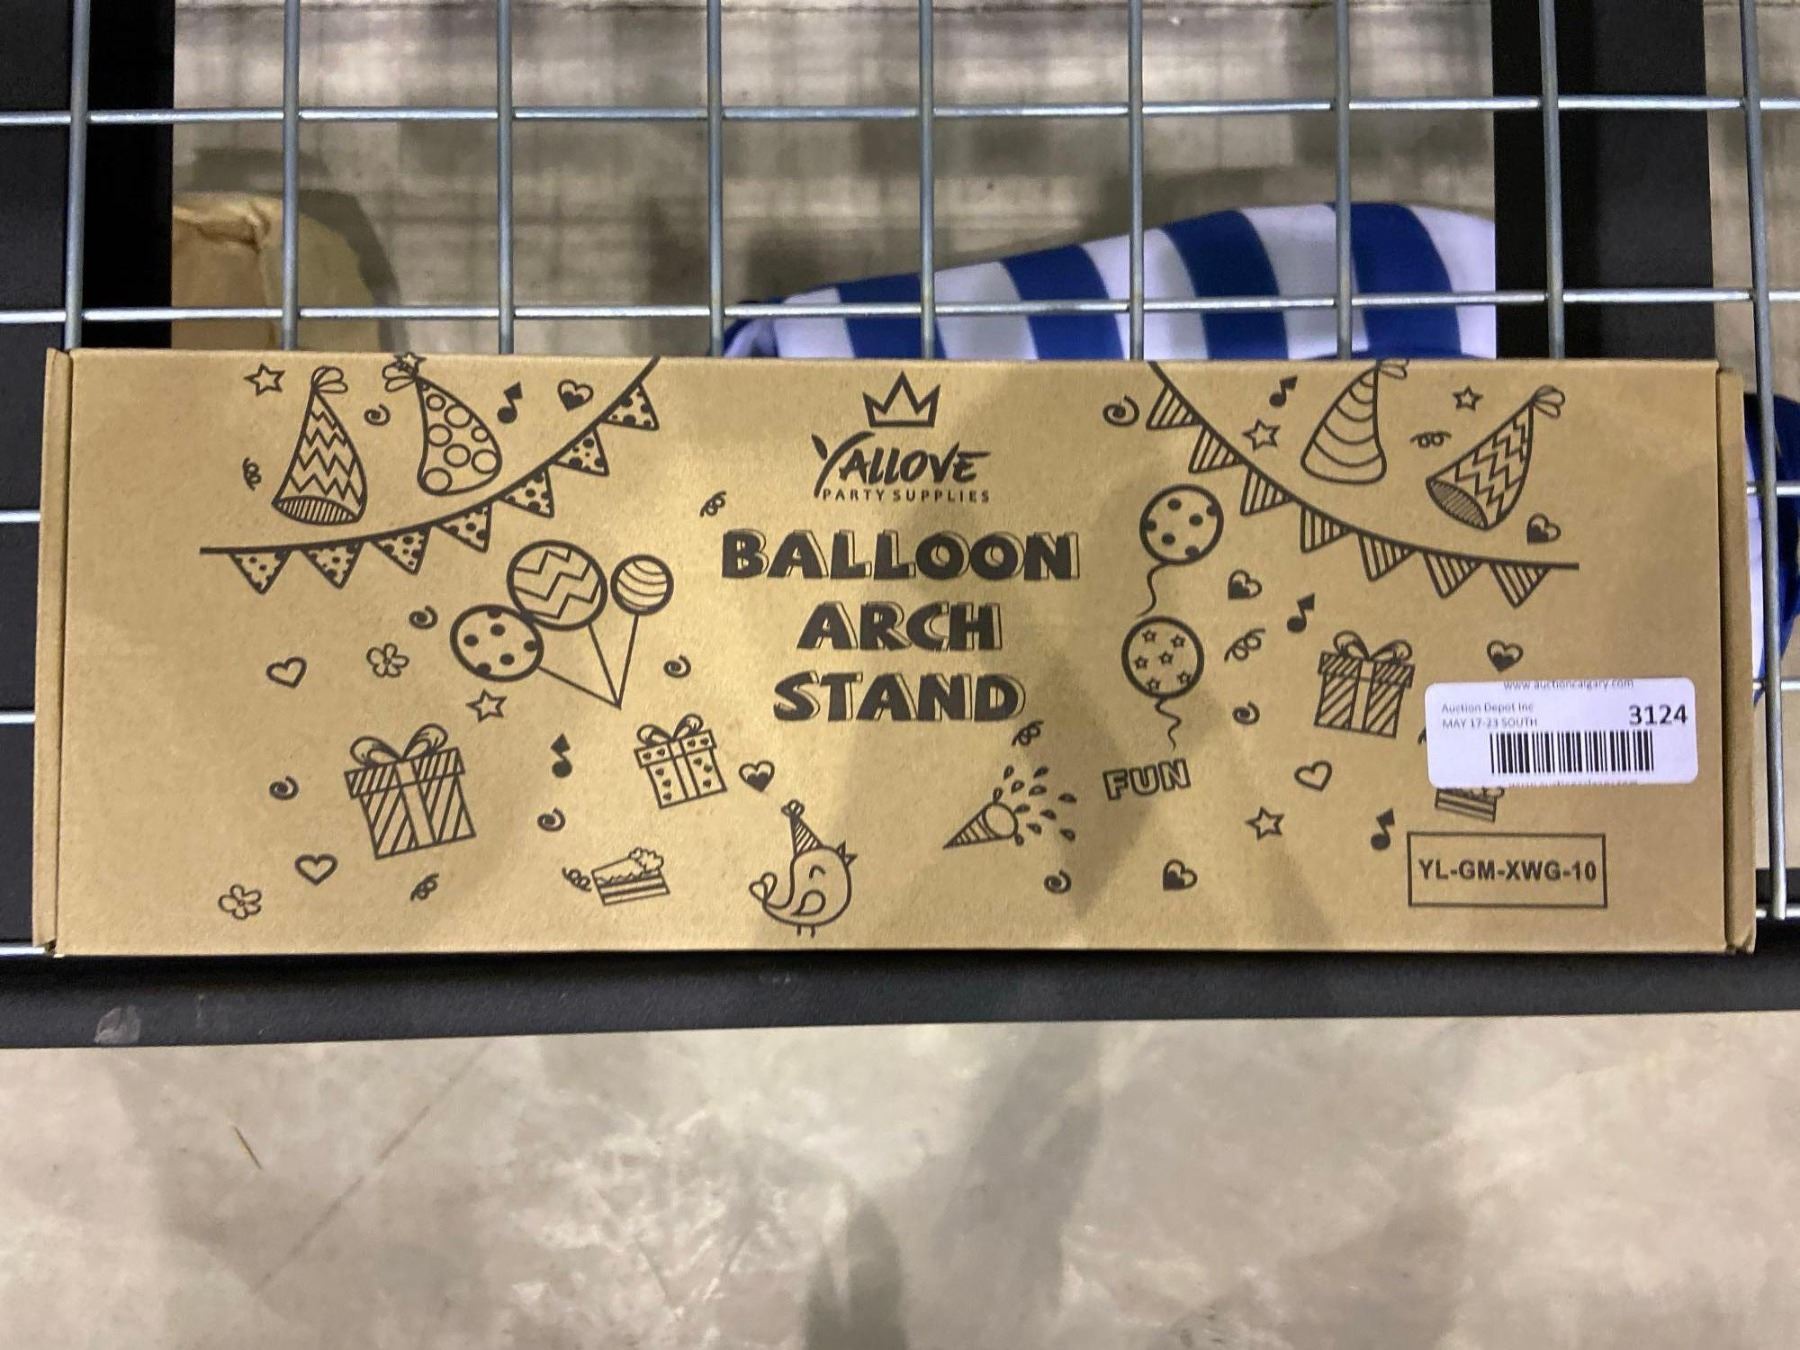 YALLOVE
PARTY SUPPLIES
BALLOON
ARCH
STAND
FUN
www.auctioncalgary.com
Auction Depot Inc
MAY 17-23 SOUTH
3124
YL-GM-XWG-10